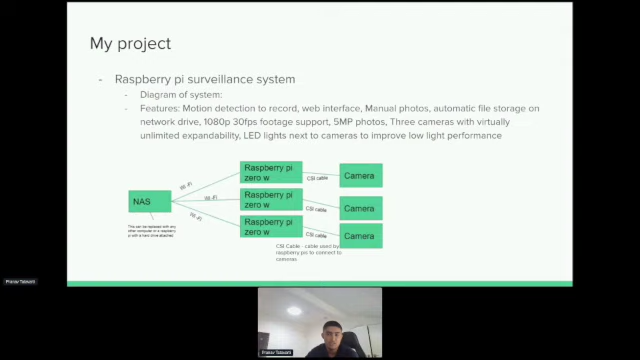 My project
- Raspberry pi surveillance system
- Diagram of system:
- Features: Motion detection to record, web interface, Manual photos, automatic file storage on
network drive, 1080p 30fps footage support, 5MP photos, Three cameras with virtually
unlimited expandability, LED lights next to cameras to improve low light performance
NAS
Wi-Fi
Wi-Fi
Wi-Fi
Raspberry pi
zero w
CSI cable
Camera
Raspberry pi
zero w
CSI cable
Camera
Raspberry pi
zero w
CSI cable
Camera
This can be replaced with any
other computer or a raspberry
pi with a hard drive attached
CSI Cable - cable used by
raspberry pis to connect to
cameras